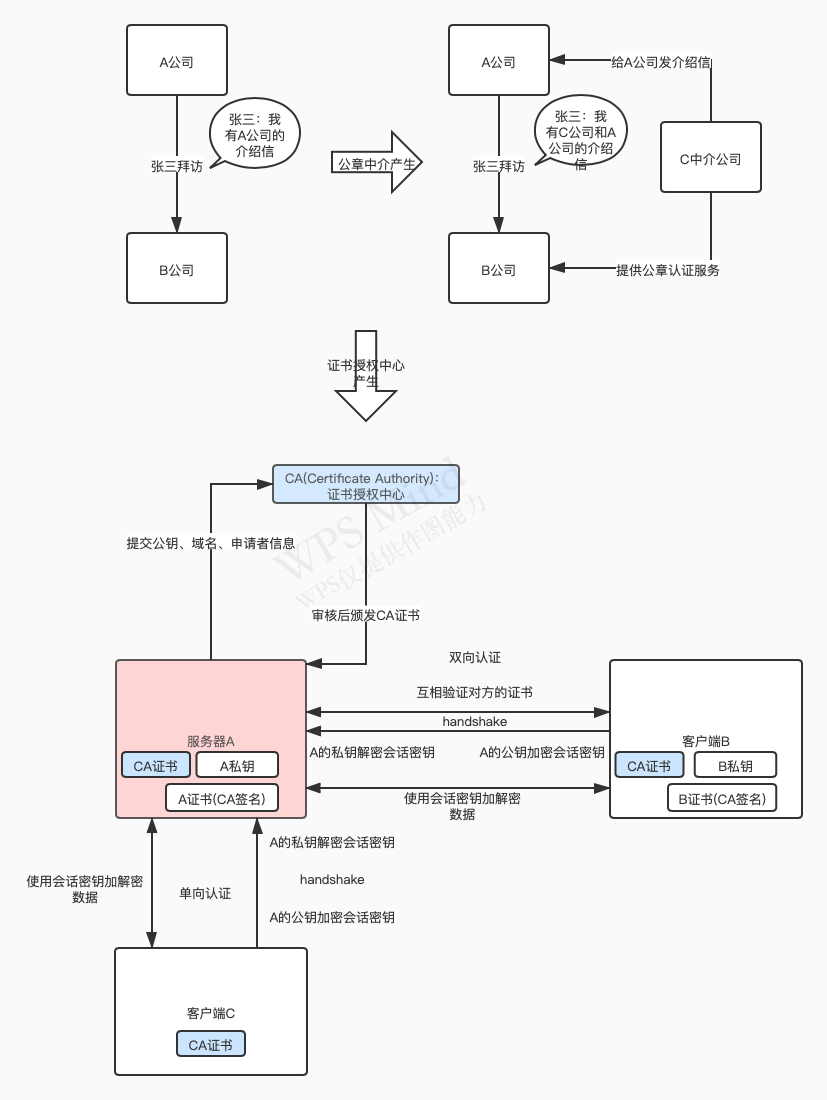 A公司
张三：我
有A公司的
介绍信
张三拜访
B公司
公章中介产生
A公司
给A公司发介绍信
张三：我
有C公司和A
公司的介绍
信
张三拜访
C中介公司
B公司
提供公章认证服务
证书授权中心
产生
CA(Certificate Authority)：
证书授权中心
WPS Mind
WPS仅提供作图能力
提交公钥、域名、申请者信息
审核后颁发CA证书
双向认证
互相验证对方的证书
handshake
服务器A
CA证书
A私钥
A证书(CA签名)
A的私钥解密会话密钥
A的公钥加密会话密钥
客户端B
CA证书
B私钥
B证书(CA签名)
使用会话密钥加解密
数据
A的私钥解密会话密钥
使用会话密钥加解密
数据
单向认证
handshake
A的公钥加密会话密钥
客户端C
CA证书